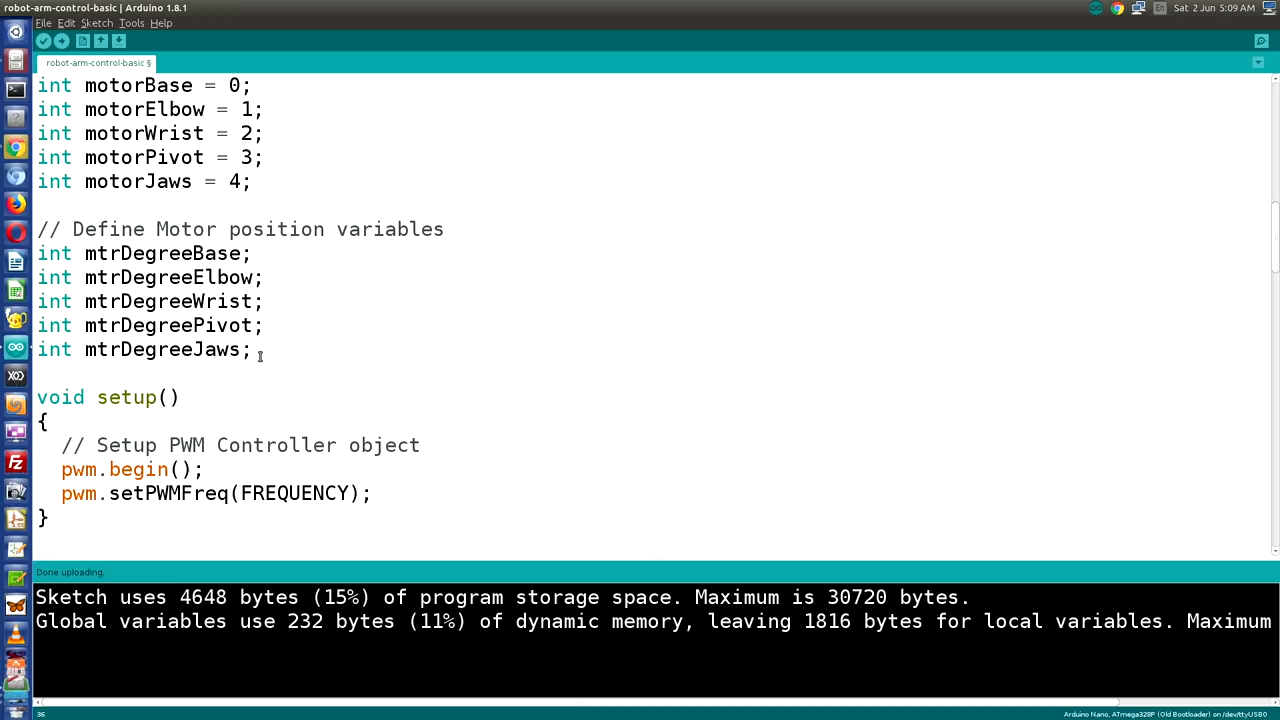 robot-arm-control-basic | Arduino 1.8.1
En Sat 2 Jun 5:09 AM
File Edit Sketch Tools Help
robot-arm-control-basic §
int motorBase = 0;
int motorElbow = 1;
int motorWrist = 2;
int motorPivot = 3;
int motorJaws = 4;
// Define Motor position variables
int mtrDegreeBase;
int mtrDegreeElbow;
int mtrDegreeWrist;
int mtrDegreePivot;
int mtrDegreeJaws;
void setup()
{
// Setup PWM Controller object
pwm.begin();
pwm.setPWMFreq(FREQUENCY);
}
Done uploading.
Sketch uses 4648 bytes (15%) of program storage space. Maximum is 30720 bytes.
Global variables use 232 bytes (11%) of dynamic memory, leaving 1816 bytes for local variables. Maximum
36
Arduino Nano, ATmega328P (Old Bootloader) on /dev/ttyUSB0